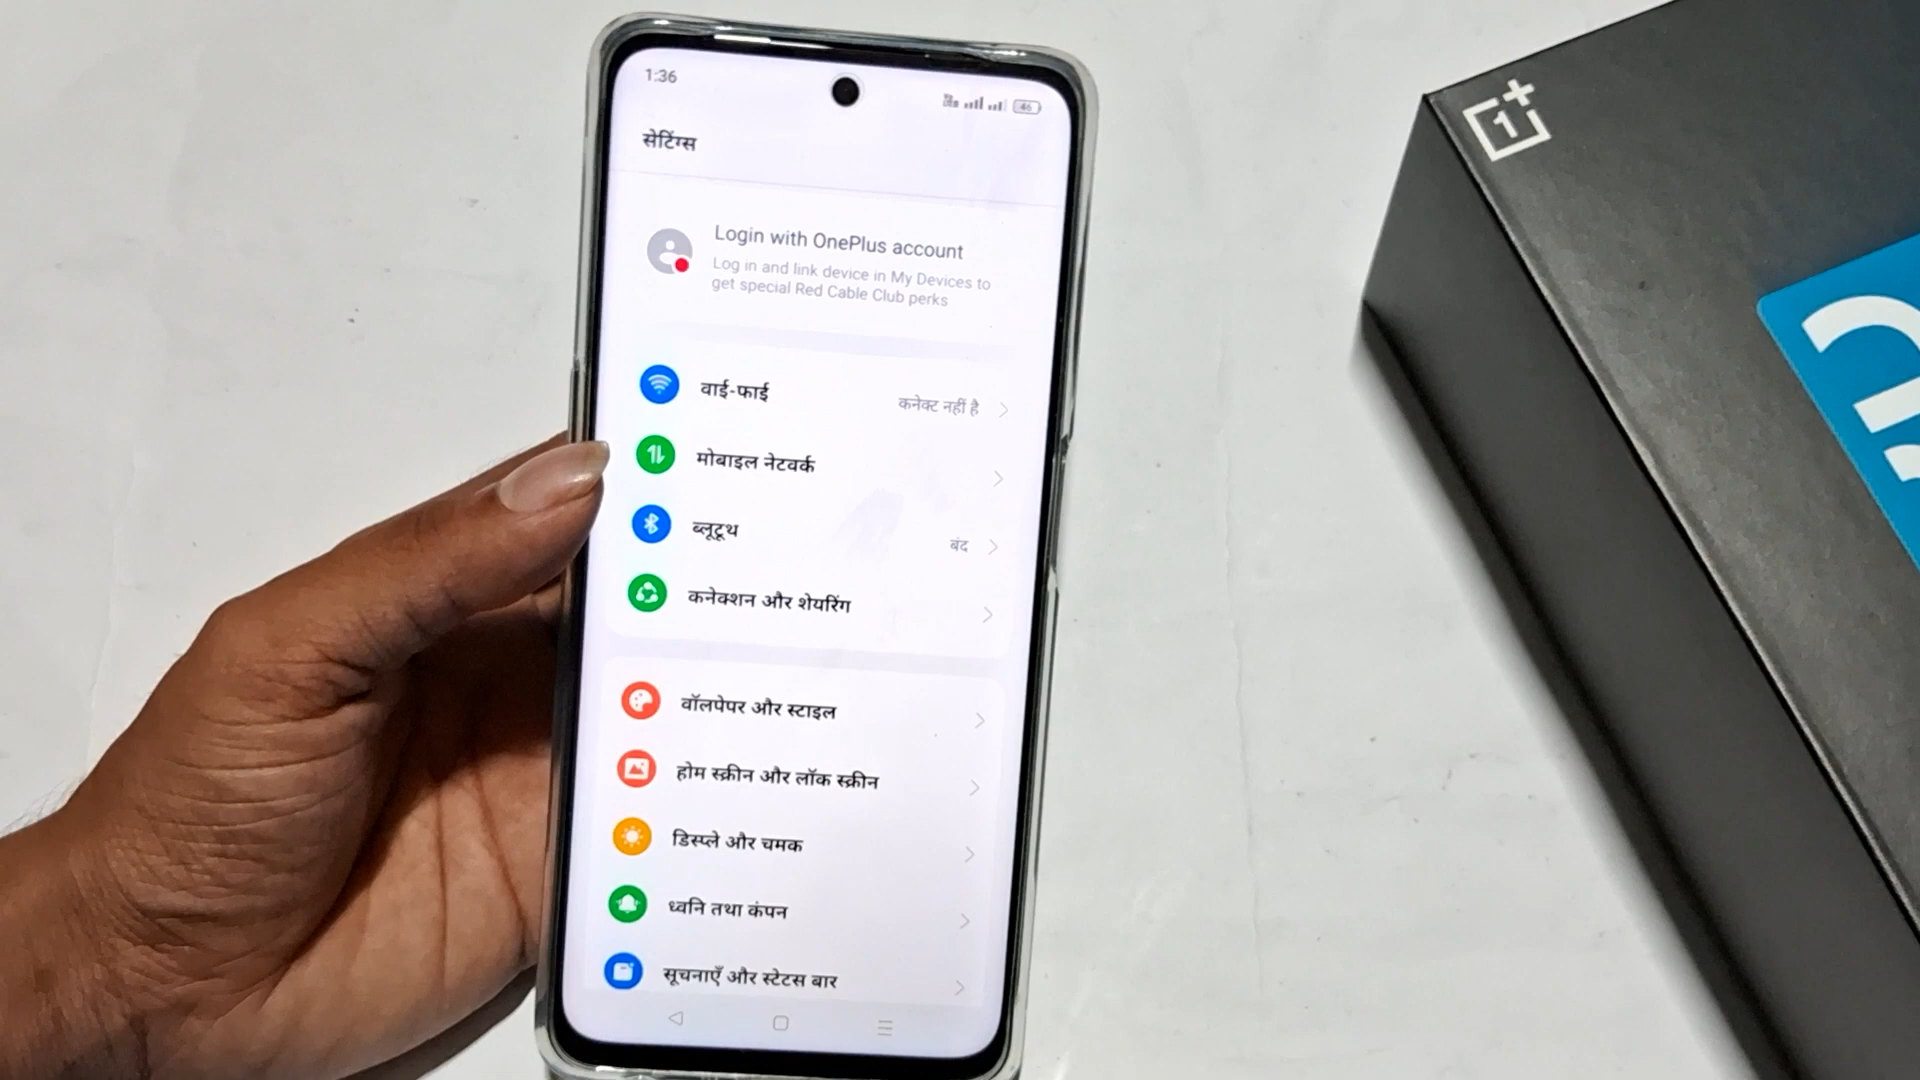 1:36
46
सेटिंग्स
Login with OnePlus account
Log in and link device in My Devices to
get special Red Cable Club perks
वाई-फाई
कनेक्ट नहीं है
मोबाइल नेटवर्क
ब्लूटूथ
बंद
कनेक्शन और शेयरिंग
वॉलपेपर और स्टाइल
होम स्क्रीन और लॉक स्क्रीन
डिस्प्ले और चमक
ध्वनि तथा कंपन
सूचनाएँ और स्टेटस बार
1+